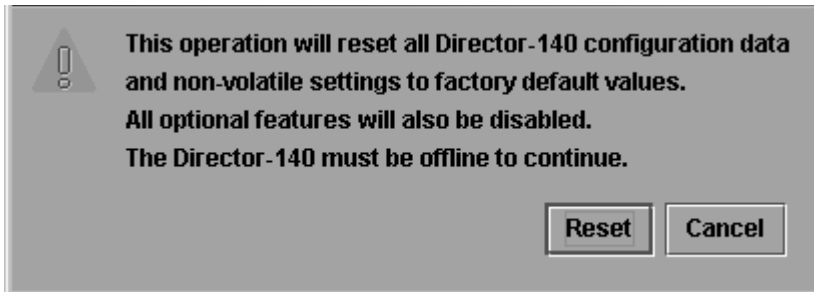 This operation will reset all Director-140 configuration data
and non-volatile settings to factory default values.
All optional features will also be disabled.
The Director-140 must be offline to continue.
Reset Cancel